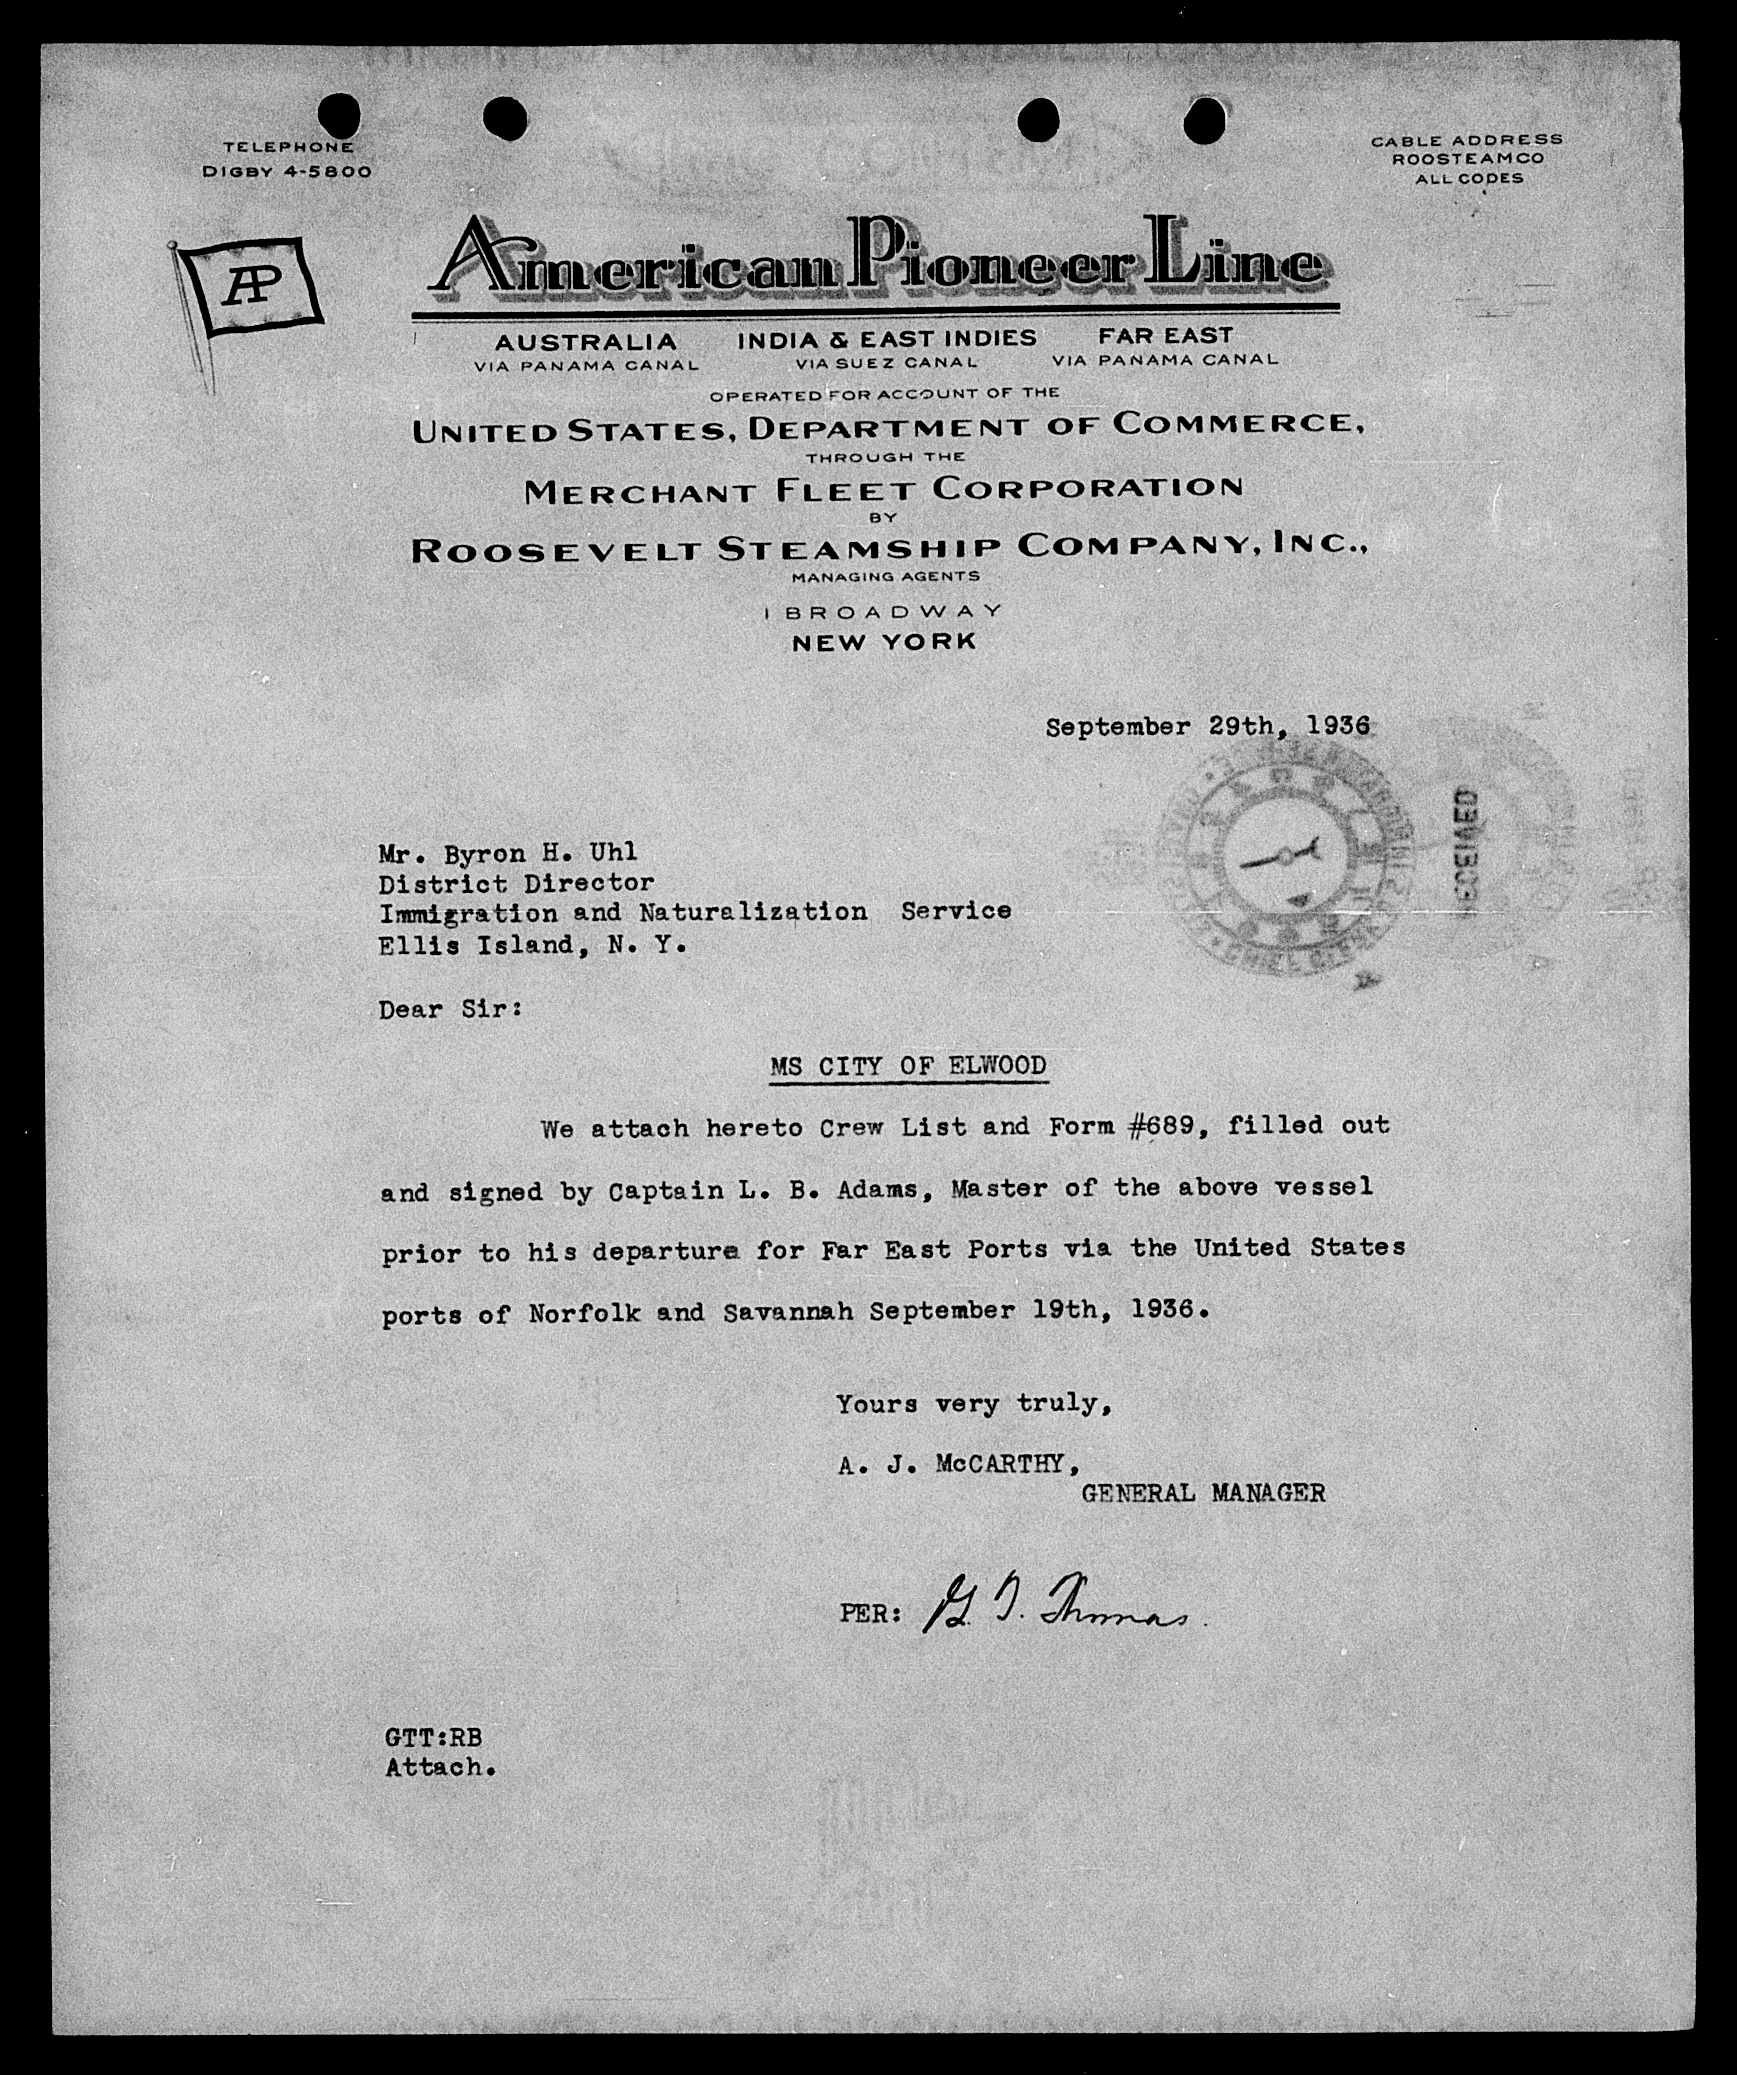 TELEPHONE
DIGBY 4-5800
CABLE ADDRESS
ROOSTEAMCO
ALL CODES
AP
American Pioneer Line
AUSTRALIA INDIA & EAST INDIES FAR EAST
VIA PANAMA CANAL VIA SUEZ CANAL VIA PANAMA CANAL
OPERATED FOR ACCOUNT OF THE
UNITED STATES, DEPARTMENT OF COMMERCE,
THROUGH THE
MERCHANT FLEET CORPORATION
BY
ROOSEVELT STEAMSHIP COMPANY, INC.,
MANAGING AGENTS
1 BROADWAY
NEW YORK
September 29th, 1936
RECEIVED
Mr. Byron H. Uhl
District Director
Immigration and Naturalization Service
Ellis Island, N. Y.
Dear Sir:
MS CITY OF ELWOOD
We attach hereto Crew List and Form #689, filled out
and signed by Captain L. B. Adams, Master of the above vessel
prior to his departure for Far East Ports via the United States
ports of Norfolk and Savannah September 19th, 1936.
Yours very truly,
A. J. McCARTHY,
GENERAL MANAGER
PER: G. T. Thomas.
GTT:RB
Attach.